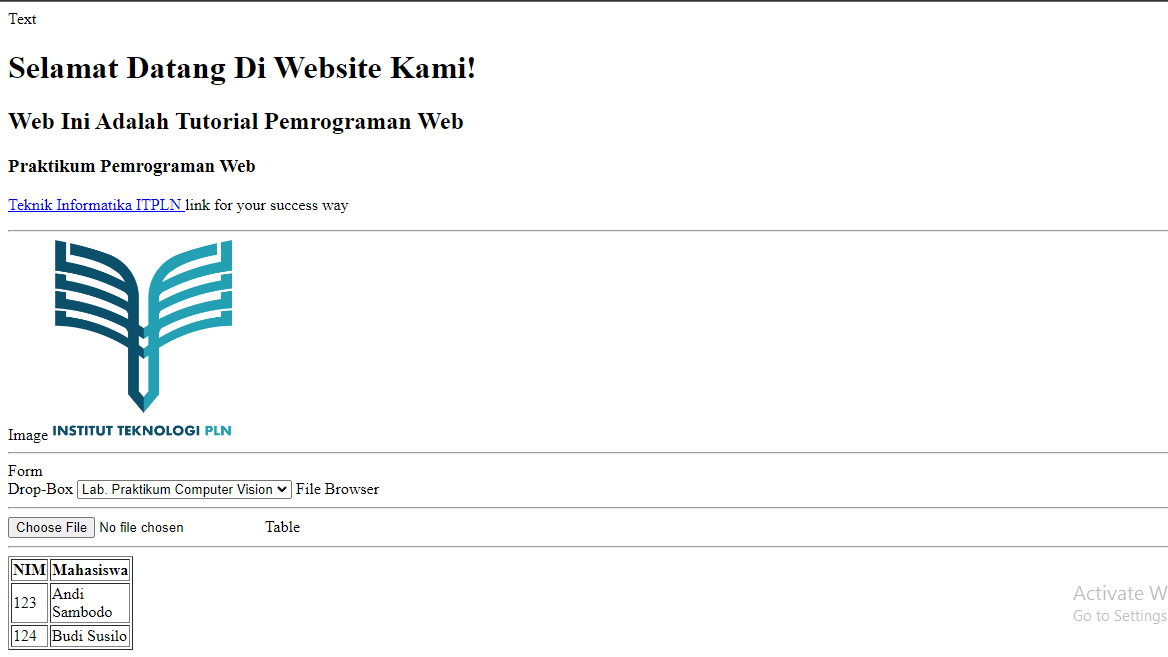 Text
Selamat Datang Di Website Kami!
Web Ini Adalah Tutorial Pemrograman Web
Praktikum Pemrograman Web
Teknik Informatika ITPLN link for your success way
Image INSTITUT TEKNOLOGI PLN
Form
Drop-Box Lab. Praktikum Computer Vision File Browser
Choose File No file chosen Table
NIM Mahasiswa
123 Andi
Sambodo
124 Budi Susilo
Activate W
Go to Settings